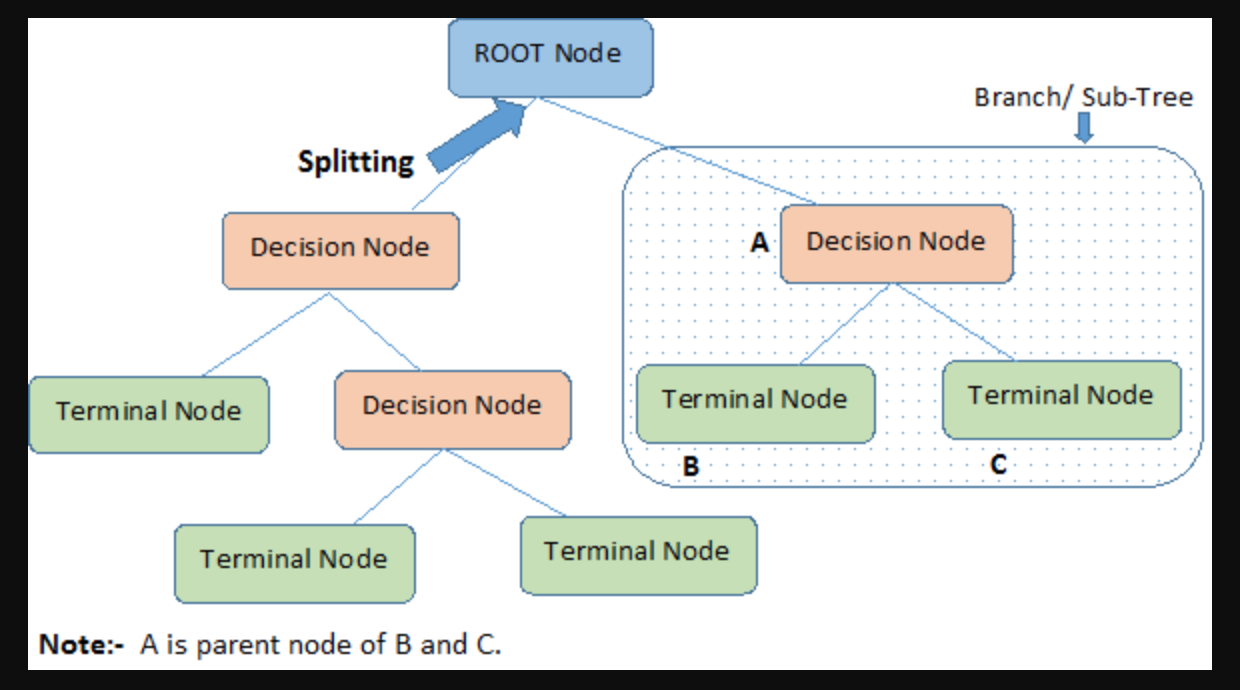 ROOT Node
Branch/ Sub-Tree
Splitting
Decision Node
A
Decision Node
Terminal Node
Decision Node
Terminal Node
Terminal Node
B
C
Terminal Node
Terminal Node
Note:- A is parent node of B and C.